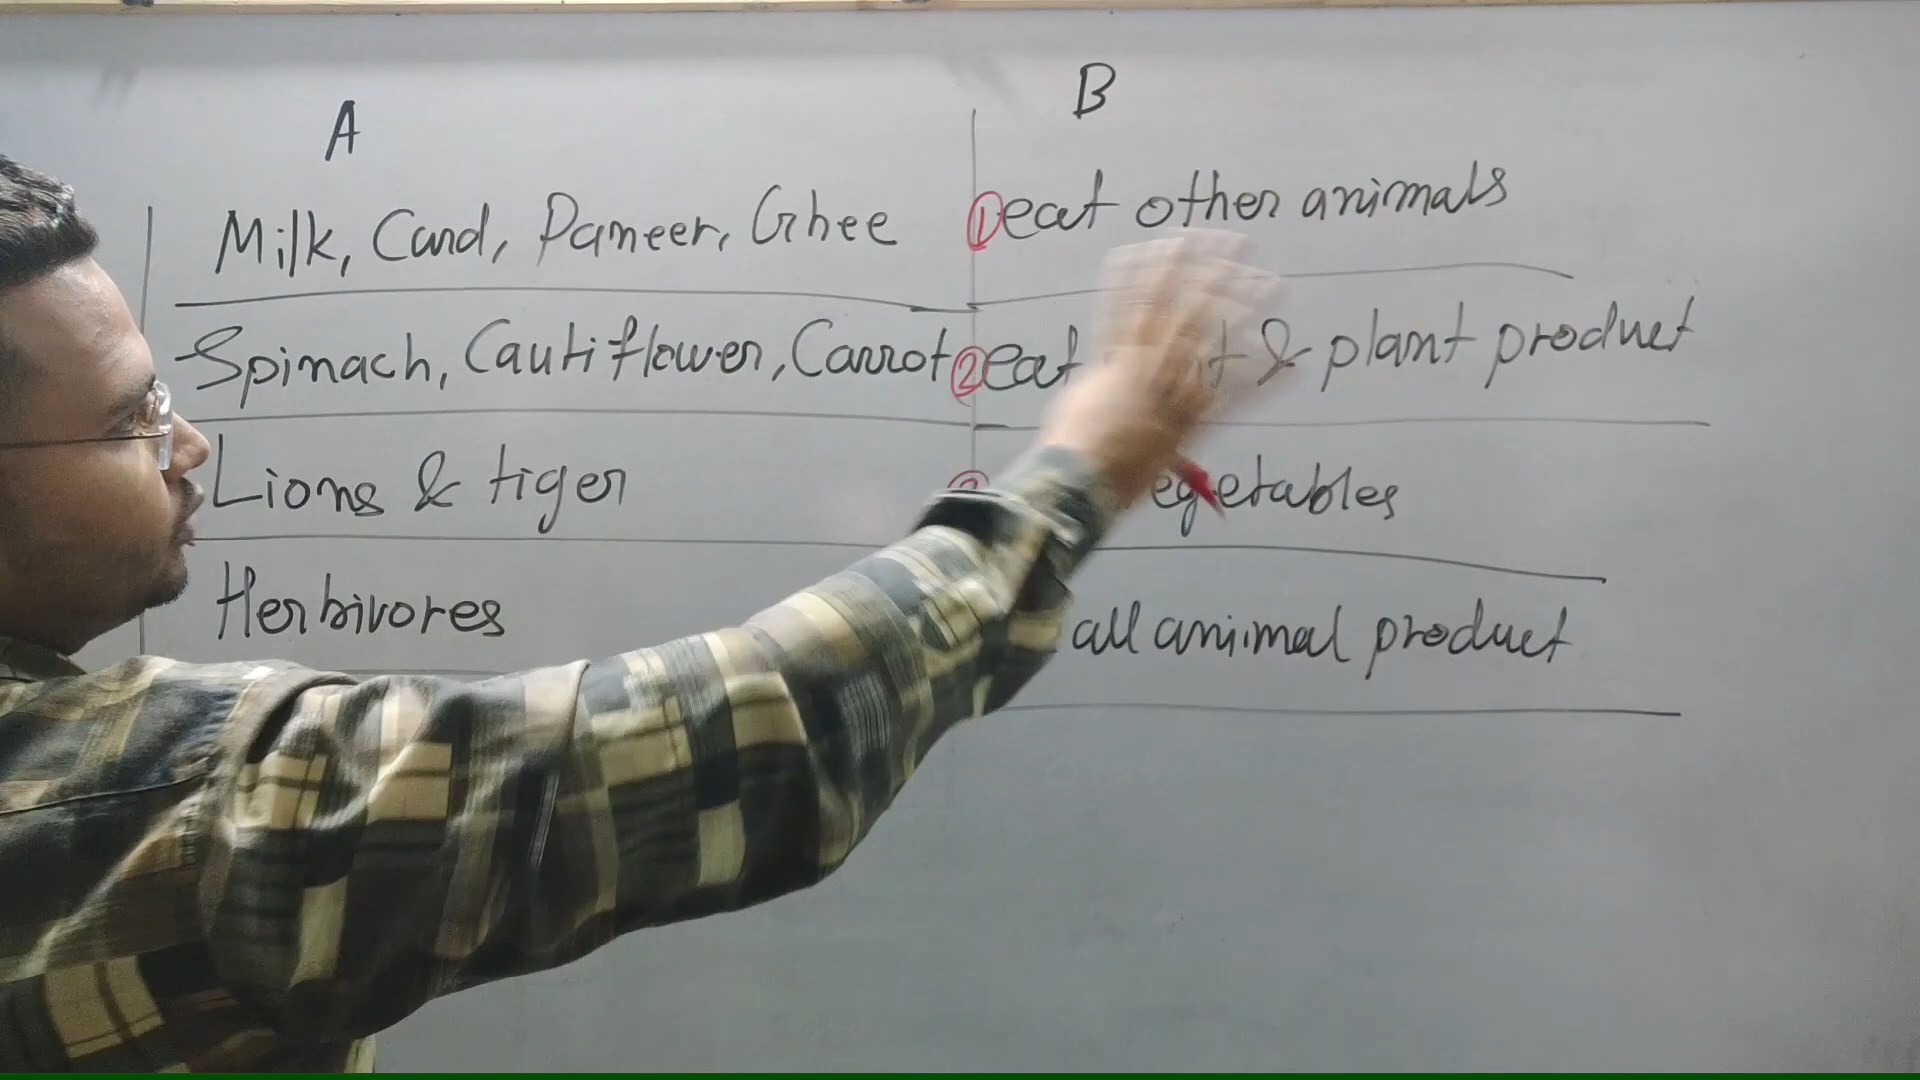 A
B
Milk, Curd, Paneer, Ghee
① eat other animals
Spinach, Cauliflower, Carrot
② eat & plant product
Lions & tiger
egetables
Herbivores
all animal product